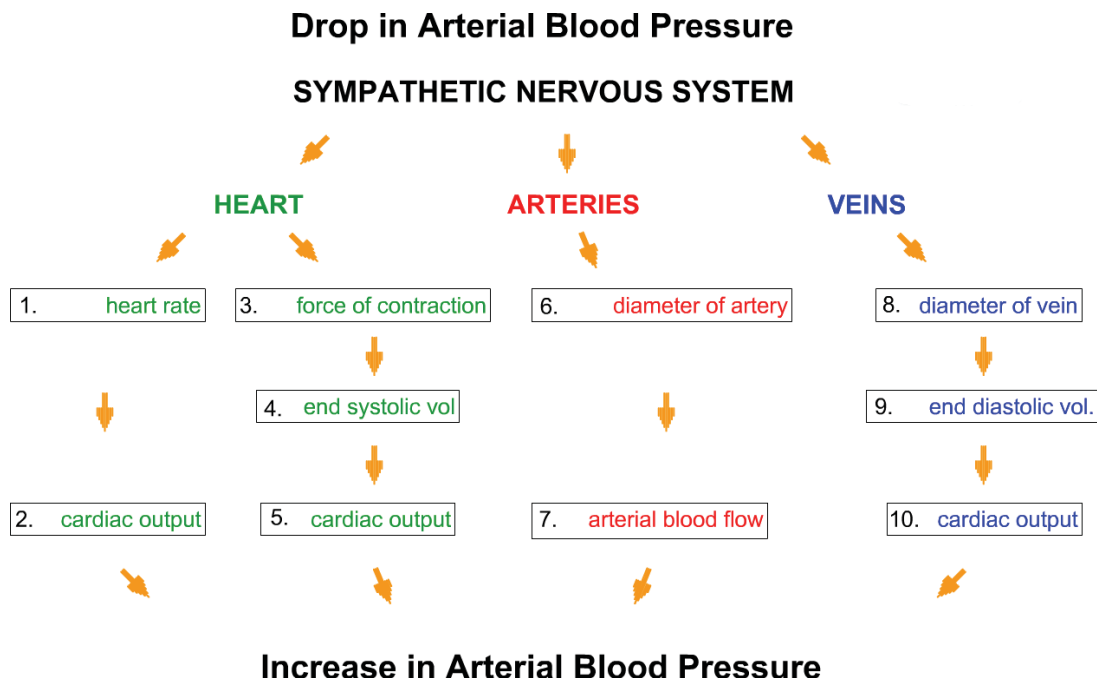 Drop in Arterial Blood Pressure
SYMPATHETIC NERVOUS SYSTEM
HEART ARTERIES VEINS
1. heart rate 3. force of contraction 6. diameter of artery 8. diameter of vein
4. end systolic vol 9. end diastolic vol.
2. cardiac output 5. cardiac output 7. arterial blood flow 10. cardiac output
Increase in Arterial Blood Pressure